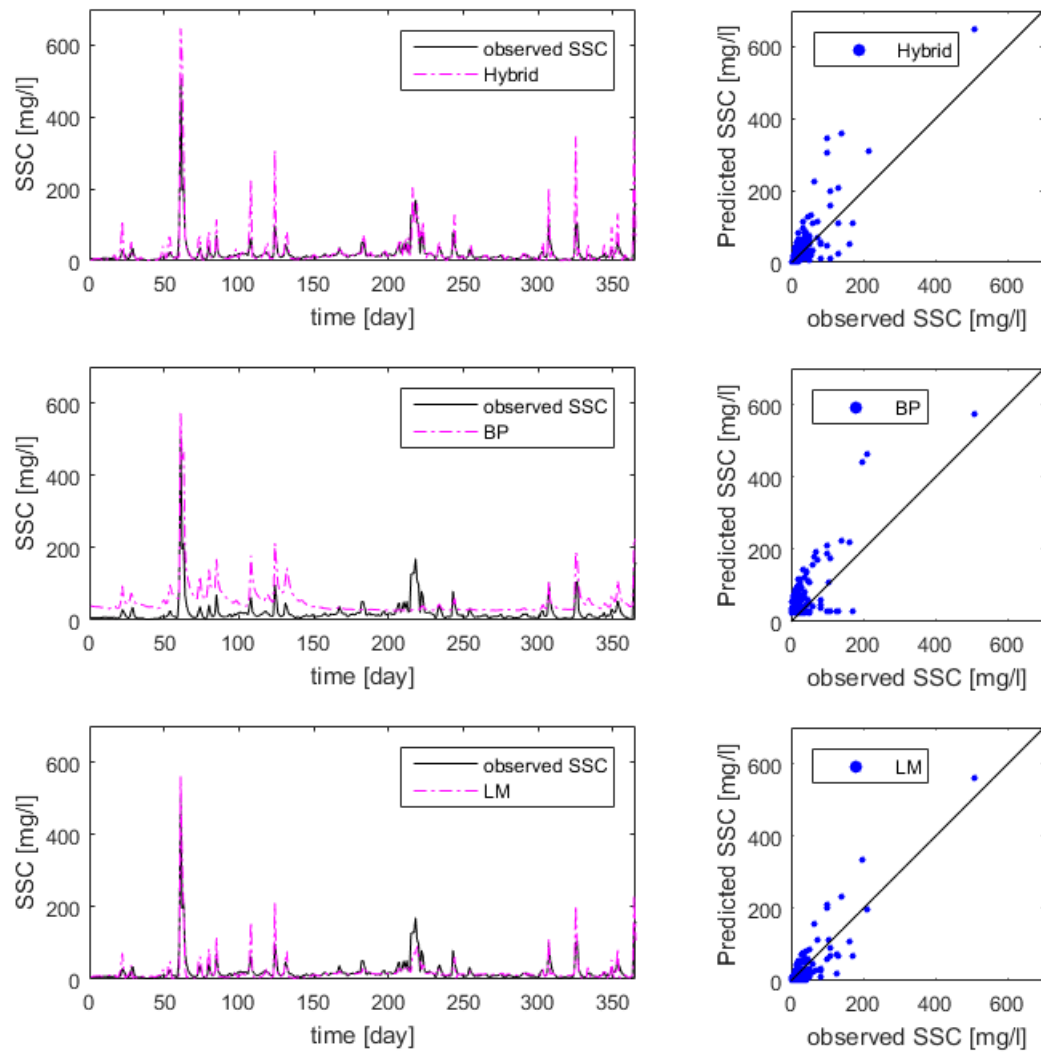 SSC [mg/l]
600
400
200
0
observed SSC
Hybrid
0 50 100 150 200 250 300 350
time [day]
Predicted SSC [mg/l]
600
400
200
0
Hybrid
0 200 400 600
observed SSC [mg/l]
SSC [mg/l]
600
400
200
0
observed SSC
BP
0 50 100 150 200 250 300 350
time [day]
Predicted SSC [mg/l]
600
400
200
0
BP
0 200 400 600
observed SSC [mg/l]
SSC [mg/l]
600
400
200
0
observed SSC
LM
0 50 100 150 200 250 300 350
time [day]
Predicted SSC [mg/l]
600
400
200
0
LM
0 200 400 600
observed SSC [mg/l]